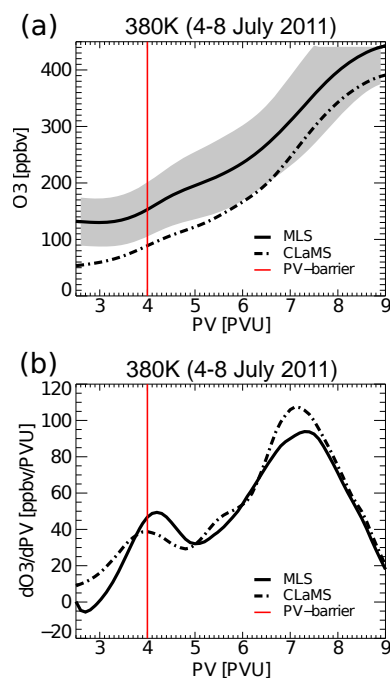 (a)
380K (4-8 July 2011)
O3 [ppbv]
400
300
200
100
0
MLS
CLaMS
PV-barrier
3 4 5 6 7 8 9
PV [PVU]
(b)
380K (4-8 July 2011)
dO3/dPV [ppbv/PVU]
120
100
80
60
40
20
0
−20
MLS
CLaMS
PV-barrier
3 4 5 6 7 8 9
PV [PVU]